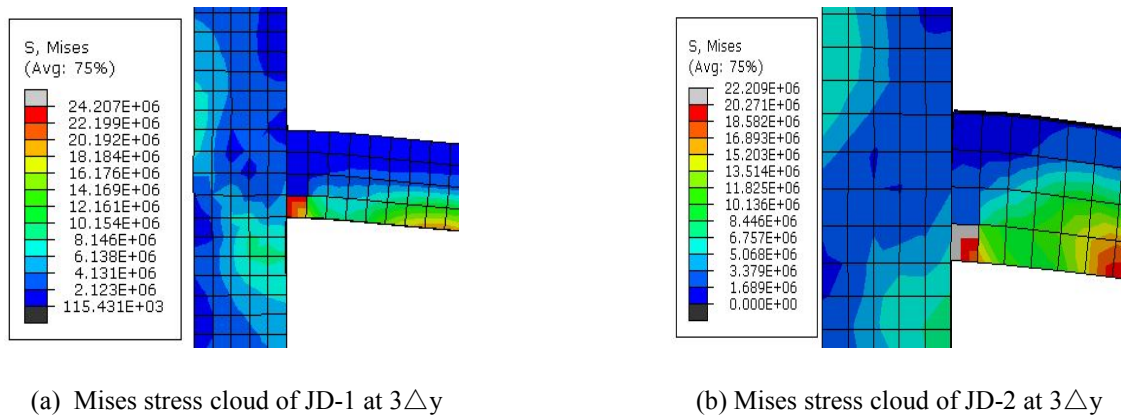 S, Mises
(Avg: 75%)
24.207E+06
22.199E+06
20.192E+06
18.184E+06
16.176E+06
14.169E+06
12.161E+06
10.154E+06
8.146E+06
6.138E+06
4.131E+06
2.123E+06
115.431E+03
S, Mises
(Avg: 75%)
22.209E+06
20.271E+06
18.582E+06
16.893E+06
15.203E+06
13.514E+06
11.825E+06
10.136E+06
8.446E+06
6.757E+06
5.068E+06
3.379E+06
1.689E+06
0.000E+00
(a) Mises stress cloud of JD-1 at 3△y
(b) Mises stress cloud of JD-2 at 3△y